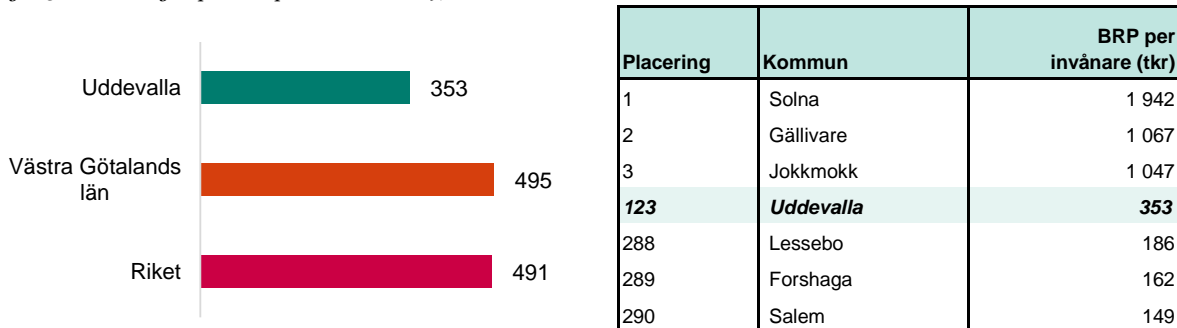 Uddevalla 353
Västra Götalands
län
495
Riket 491
Placering Kommun BRP per
invånare (tkr)
1 Solna 1 942
2 Gällivare 1 067
3 Jokkmokk 1 047
123 Uddevalla 353
288 Lessebo 186
289 Forshaga 162
290 Salem 149